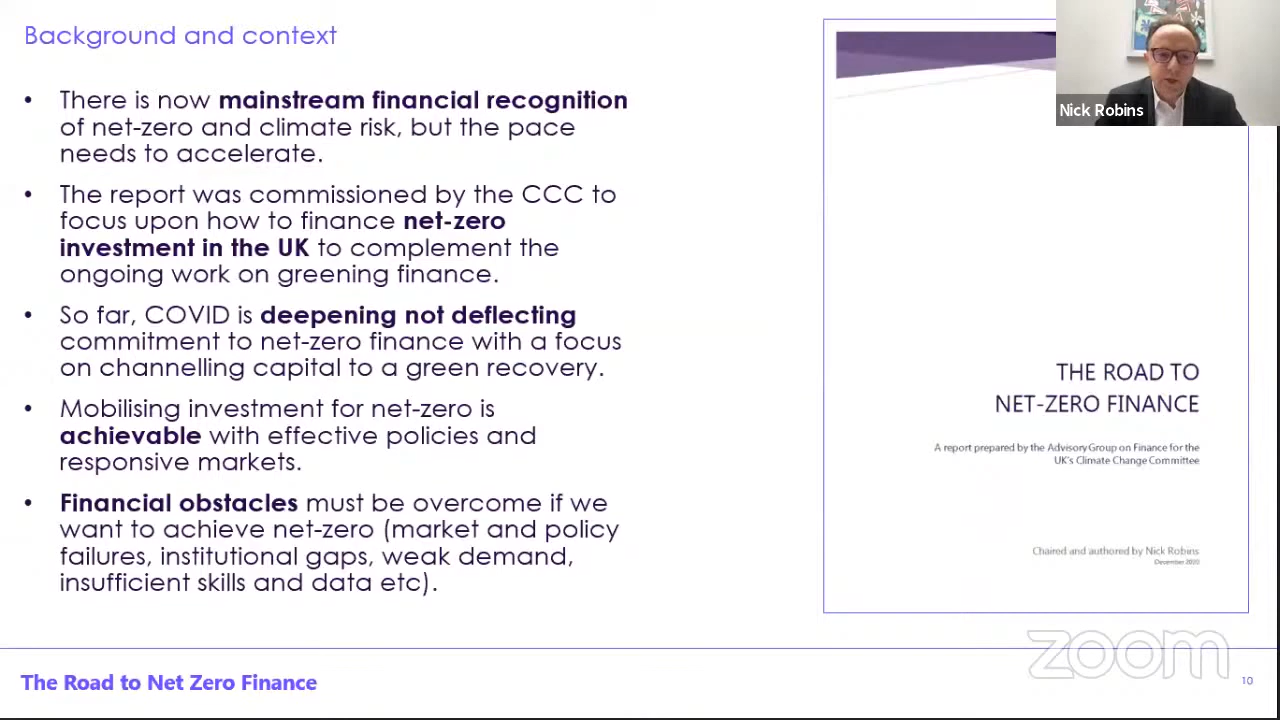 Background and context
• There is now mainstream financial recognition
of net-zero and climate risk, but the pace
needs to accelerate.
• The report was commissioned by the CCC to
focus upon how to finance net-zero
investment in the UK to complement the
ongoing work on greening finance.
• So far, COVID is deepening not deflecting
commitment to net-zero finance with a focus
on channelling capital to a green recovery.
• Mobilising investment for net-zero is
achievable with effective policies and
responsive markets.
• Financial obstacles must be overcome if we
want to achieve net-zero (market and policy
failures, institutional gaps, weak demand,
insufficient skills and data etc).
Nick Robins
THE ROAD TO
NET-ZERO FINANCE
A report prepared by the Advisory Group on Finance for the
UK's Climate Change Committee
Chaired and authored by Nick Robins
December 2020
zoom
The Road to Net Zero Finance
10